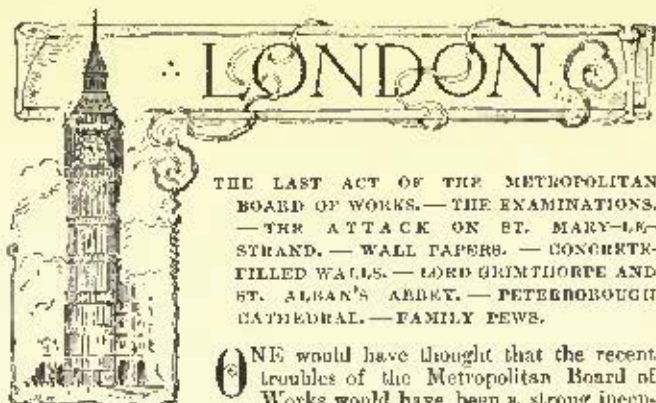 LONDON
THE LAST ACT OF THE METROPOLITAN
BOARD OF WORKS. — THE EXAMINATIONS.
— THE ATTACK ON ST. MARY-LE-
STRAND. — WALL PAPERS. — CONCRETE-
FILLED WALLS. — LORD GRIMTHORPE AND
ST. ALBAN'S ABBEY. — PETERBOROUGH
CATHEDRAL. — FAMILY PEWS.
ONE would have thought that the recent
troubles of the Metropolitan Board of
Works would have been a strong incen-